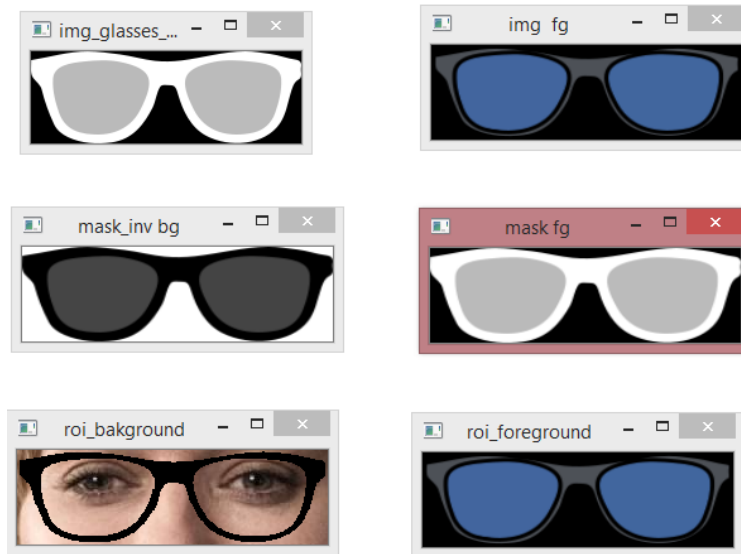 img_glasses_...
img fg
mask_inv bg
mask fg
roi_bakground
roi_foreground